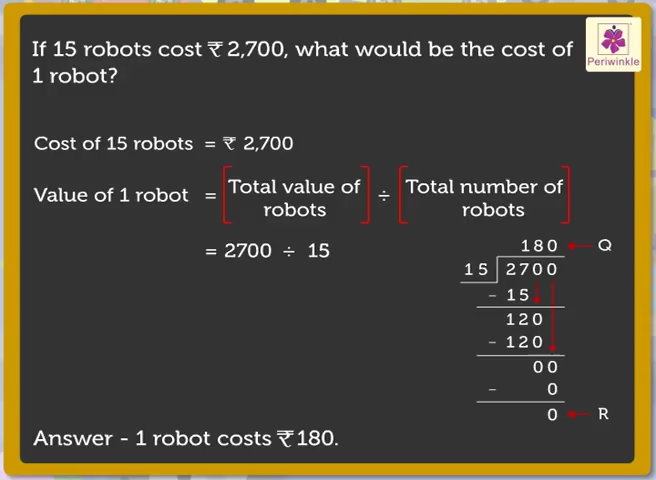 If 15 robots cost ₹ 2,700, what would be the cost of
1 robot?
Periwinkle
Cost of 15 robots = ₹ 2,700
Value of 1 robot = [Total value of robots] ÷ [Total number of robots]
= 2700 ÷ 15
180 Q
15 2700
- 15
120
- 120
00
- 0
0 R
Answer - 1 robot costs ₹180.